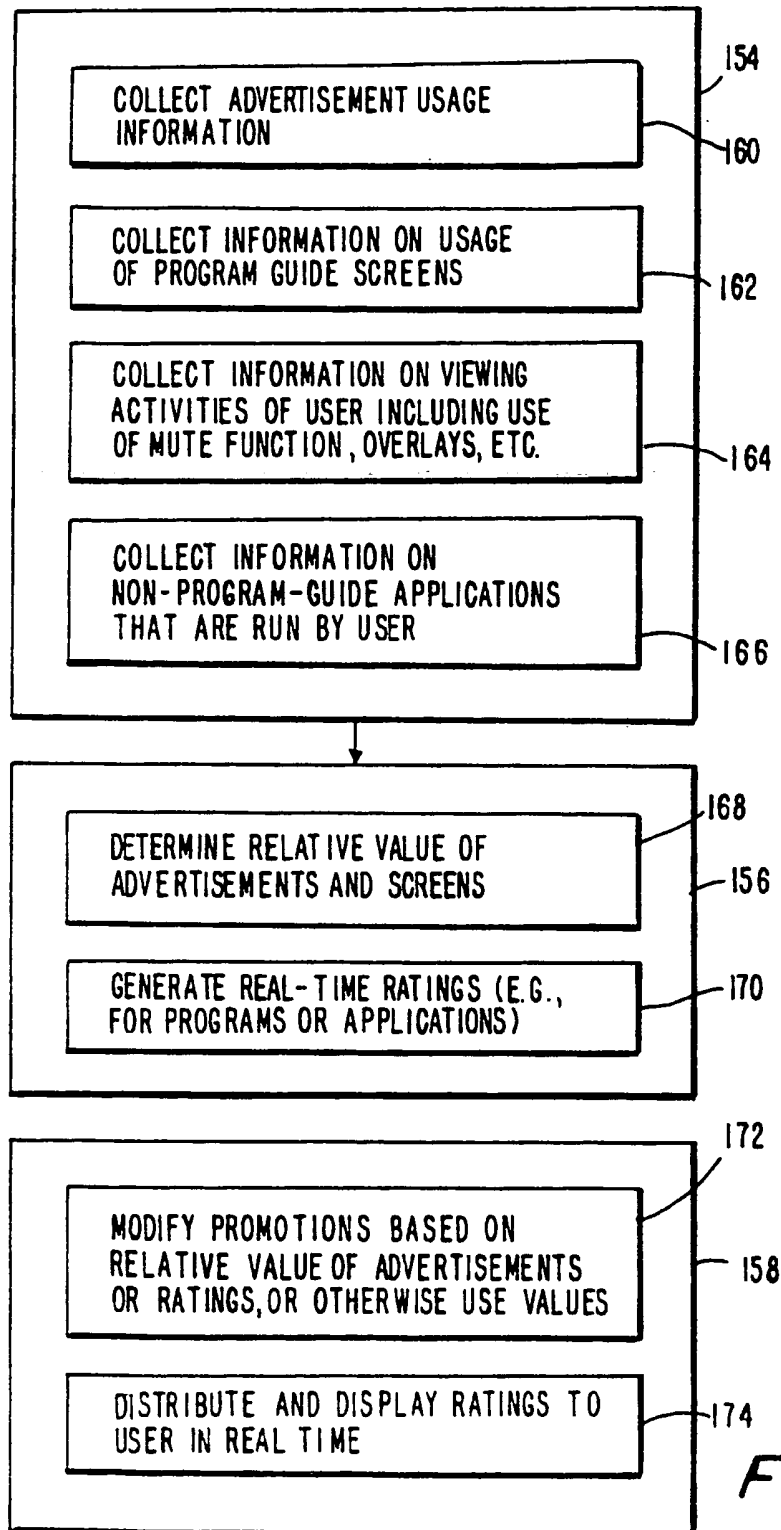 154
COLLECT ADVERTISEMENT USAGE
INFORMATION
160
COLLECT INFORMATION ON USAGE
OF PROGRAM GUIDE SCREENS
162
COLLECT INFORMATION ON VIEWING
ACTIVITIES OF USER INCLUDING USE
OF MUTE FUNCTION, OVERLAYS, ETC.
164
COLLECT INFORMATION ON
NON-PROGRAM-GUIDE APPLICATIONS
THAT ARE RUN BY USER
166
168
DETERMINE RELATIVE VALUE OF
ADVERTISEMENTS AND SCREENS
156
GENERATE REAL-TIME RATINGS (E.G.,
FOR PROGRAMS OR APPLICATIONS)
170
172
MODIFY PROMOTIONS BASED ON
RELATIVE VALUE OF ADVERTISEMENTS
OR RATINGS, OR OTHERWISE USE VALUES
158
DISTRIBUTE AND DISPLAY RATINGS TO
USER IN REAL TIME
174
F